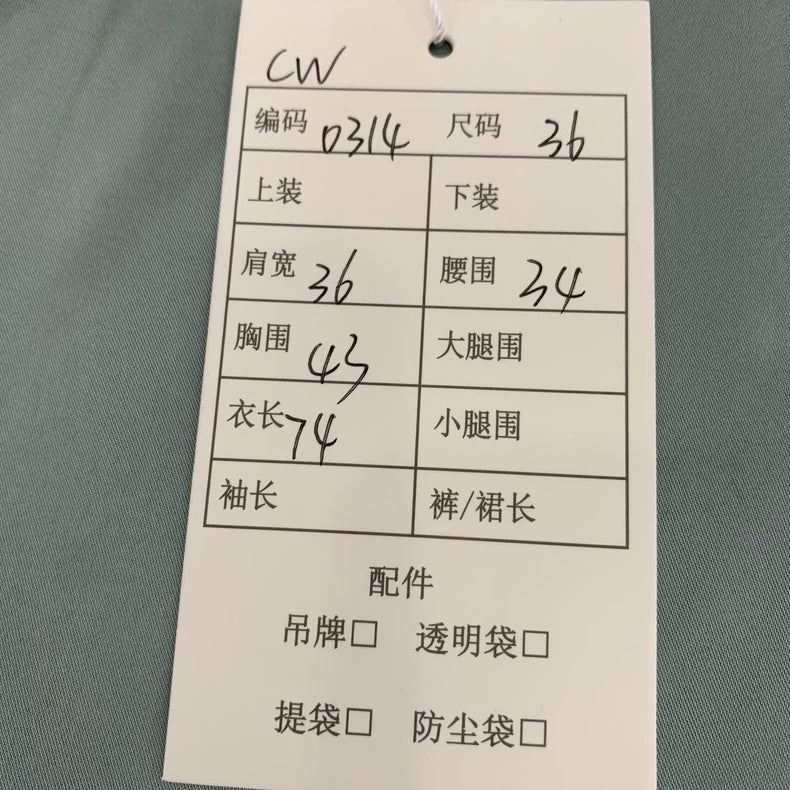 CW
编码 0314 尺码 36
上装 下装
肩宽 36 腰围 34
胸围 43 大腿围
衣长 74 小腿围
袖长 裤/裙长
配件
吊牌□ 透明袋□
提袋□ 防尘袋□